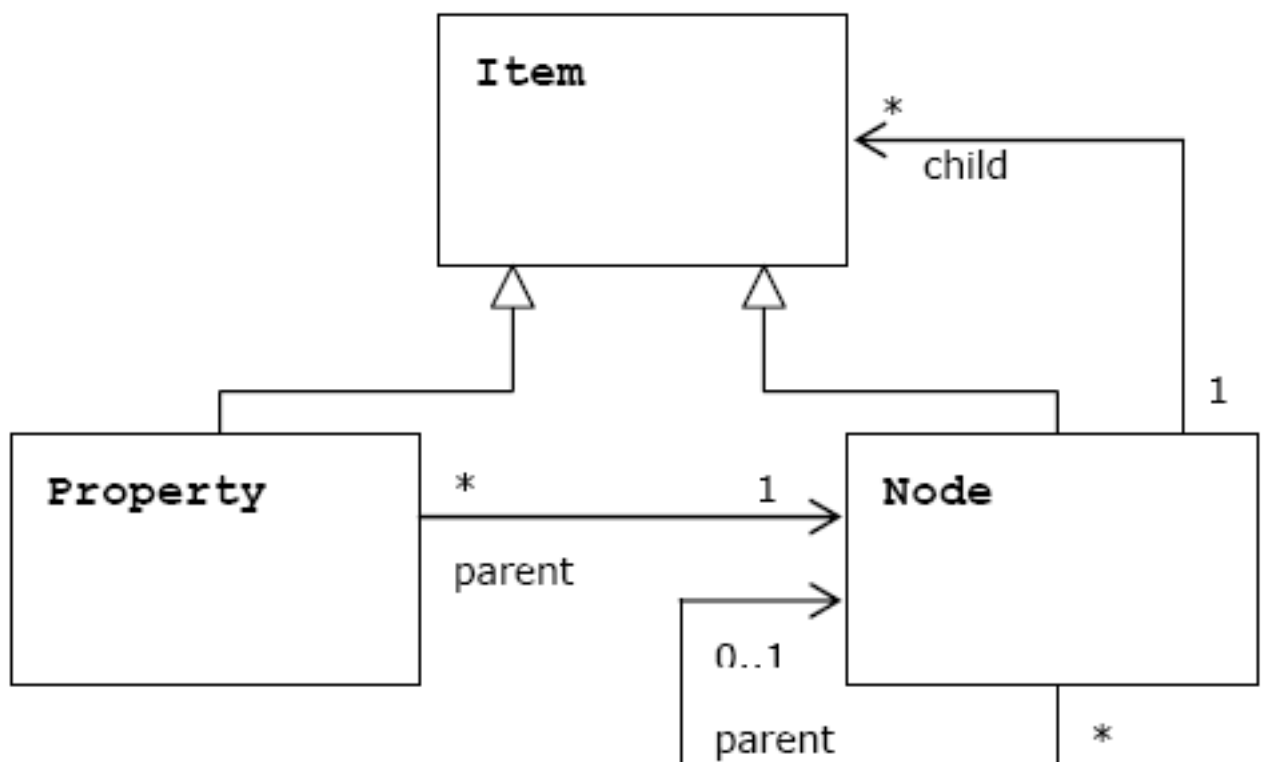 Item
*
child
1
Property
*
1
Node
parent
0..1
parent
*